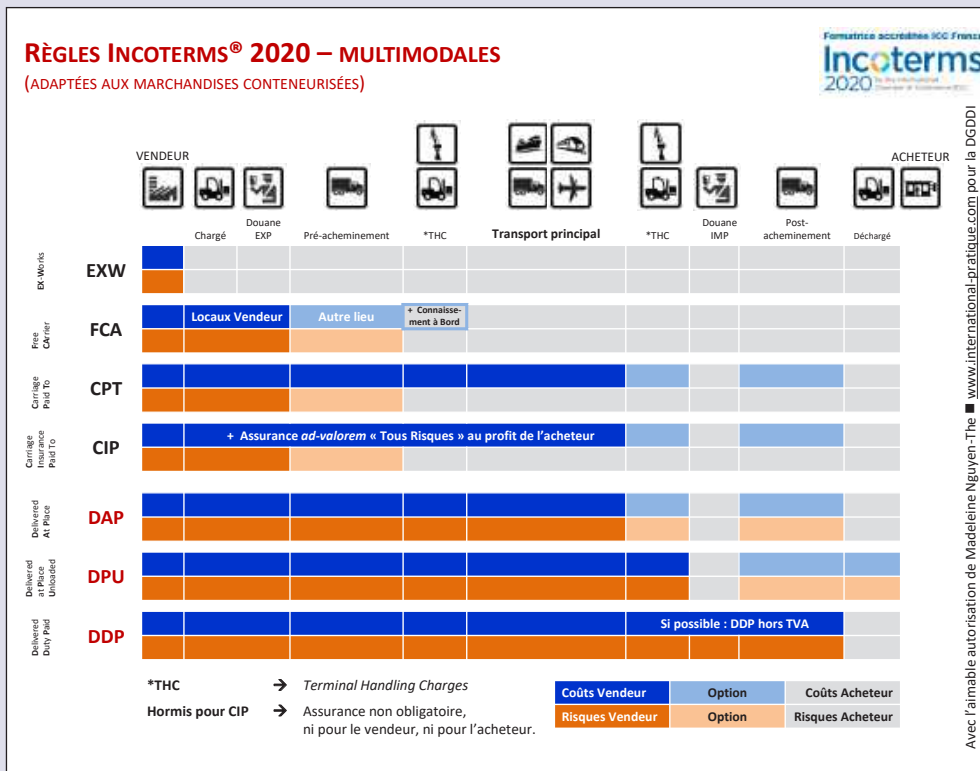 RÈGLES INCOTERMS® 2020 – MULTIMODALES
(ADAPTÉES AUX MARCHANDISES CONTENEURISÉES)
Formatrice accréditée ICC France
Incoterms
2020
VENDEUR
ACHETEUR
Chargé
Douane
EXP
Pré-acheminement
*THC
Transport principal
*THC
Douane
IMP
Post-
acheminement
Déchargé
EX-Works
EXW
Free
CArrier
FCA
Locaux Vendeur
Autre lieu
+ Connaisse-
ment à Bord
Carriage
Paid To
CPT
Carriage
Insurance
Paid To
CIP
+ Assurance ad-valorem « Tous Risques » au profit de l’acheteur
Delivered
At Place
DAP
Delivered
at Place
Unloaded
DPU
Delivered
Duty Paid
DDP
Si possible : DDP hors TVA
*THC → Terminal Handling Charges
Hormis pour CIP → Assurance non obligatoire,
ni pour le vendeur, ni pour l’acheteur.
Coûts Vendeur Option Coûts Acheteur
Risques Vendeur Option Risques Acheteur
Avec l’aimable autorisation de Madeleine Nguyen-The ■ www.international-pratique.com pour la DGDDI